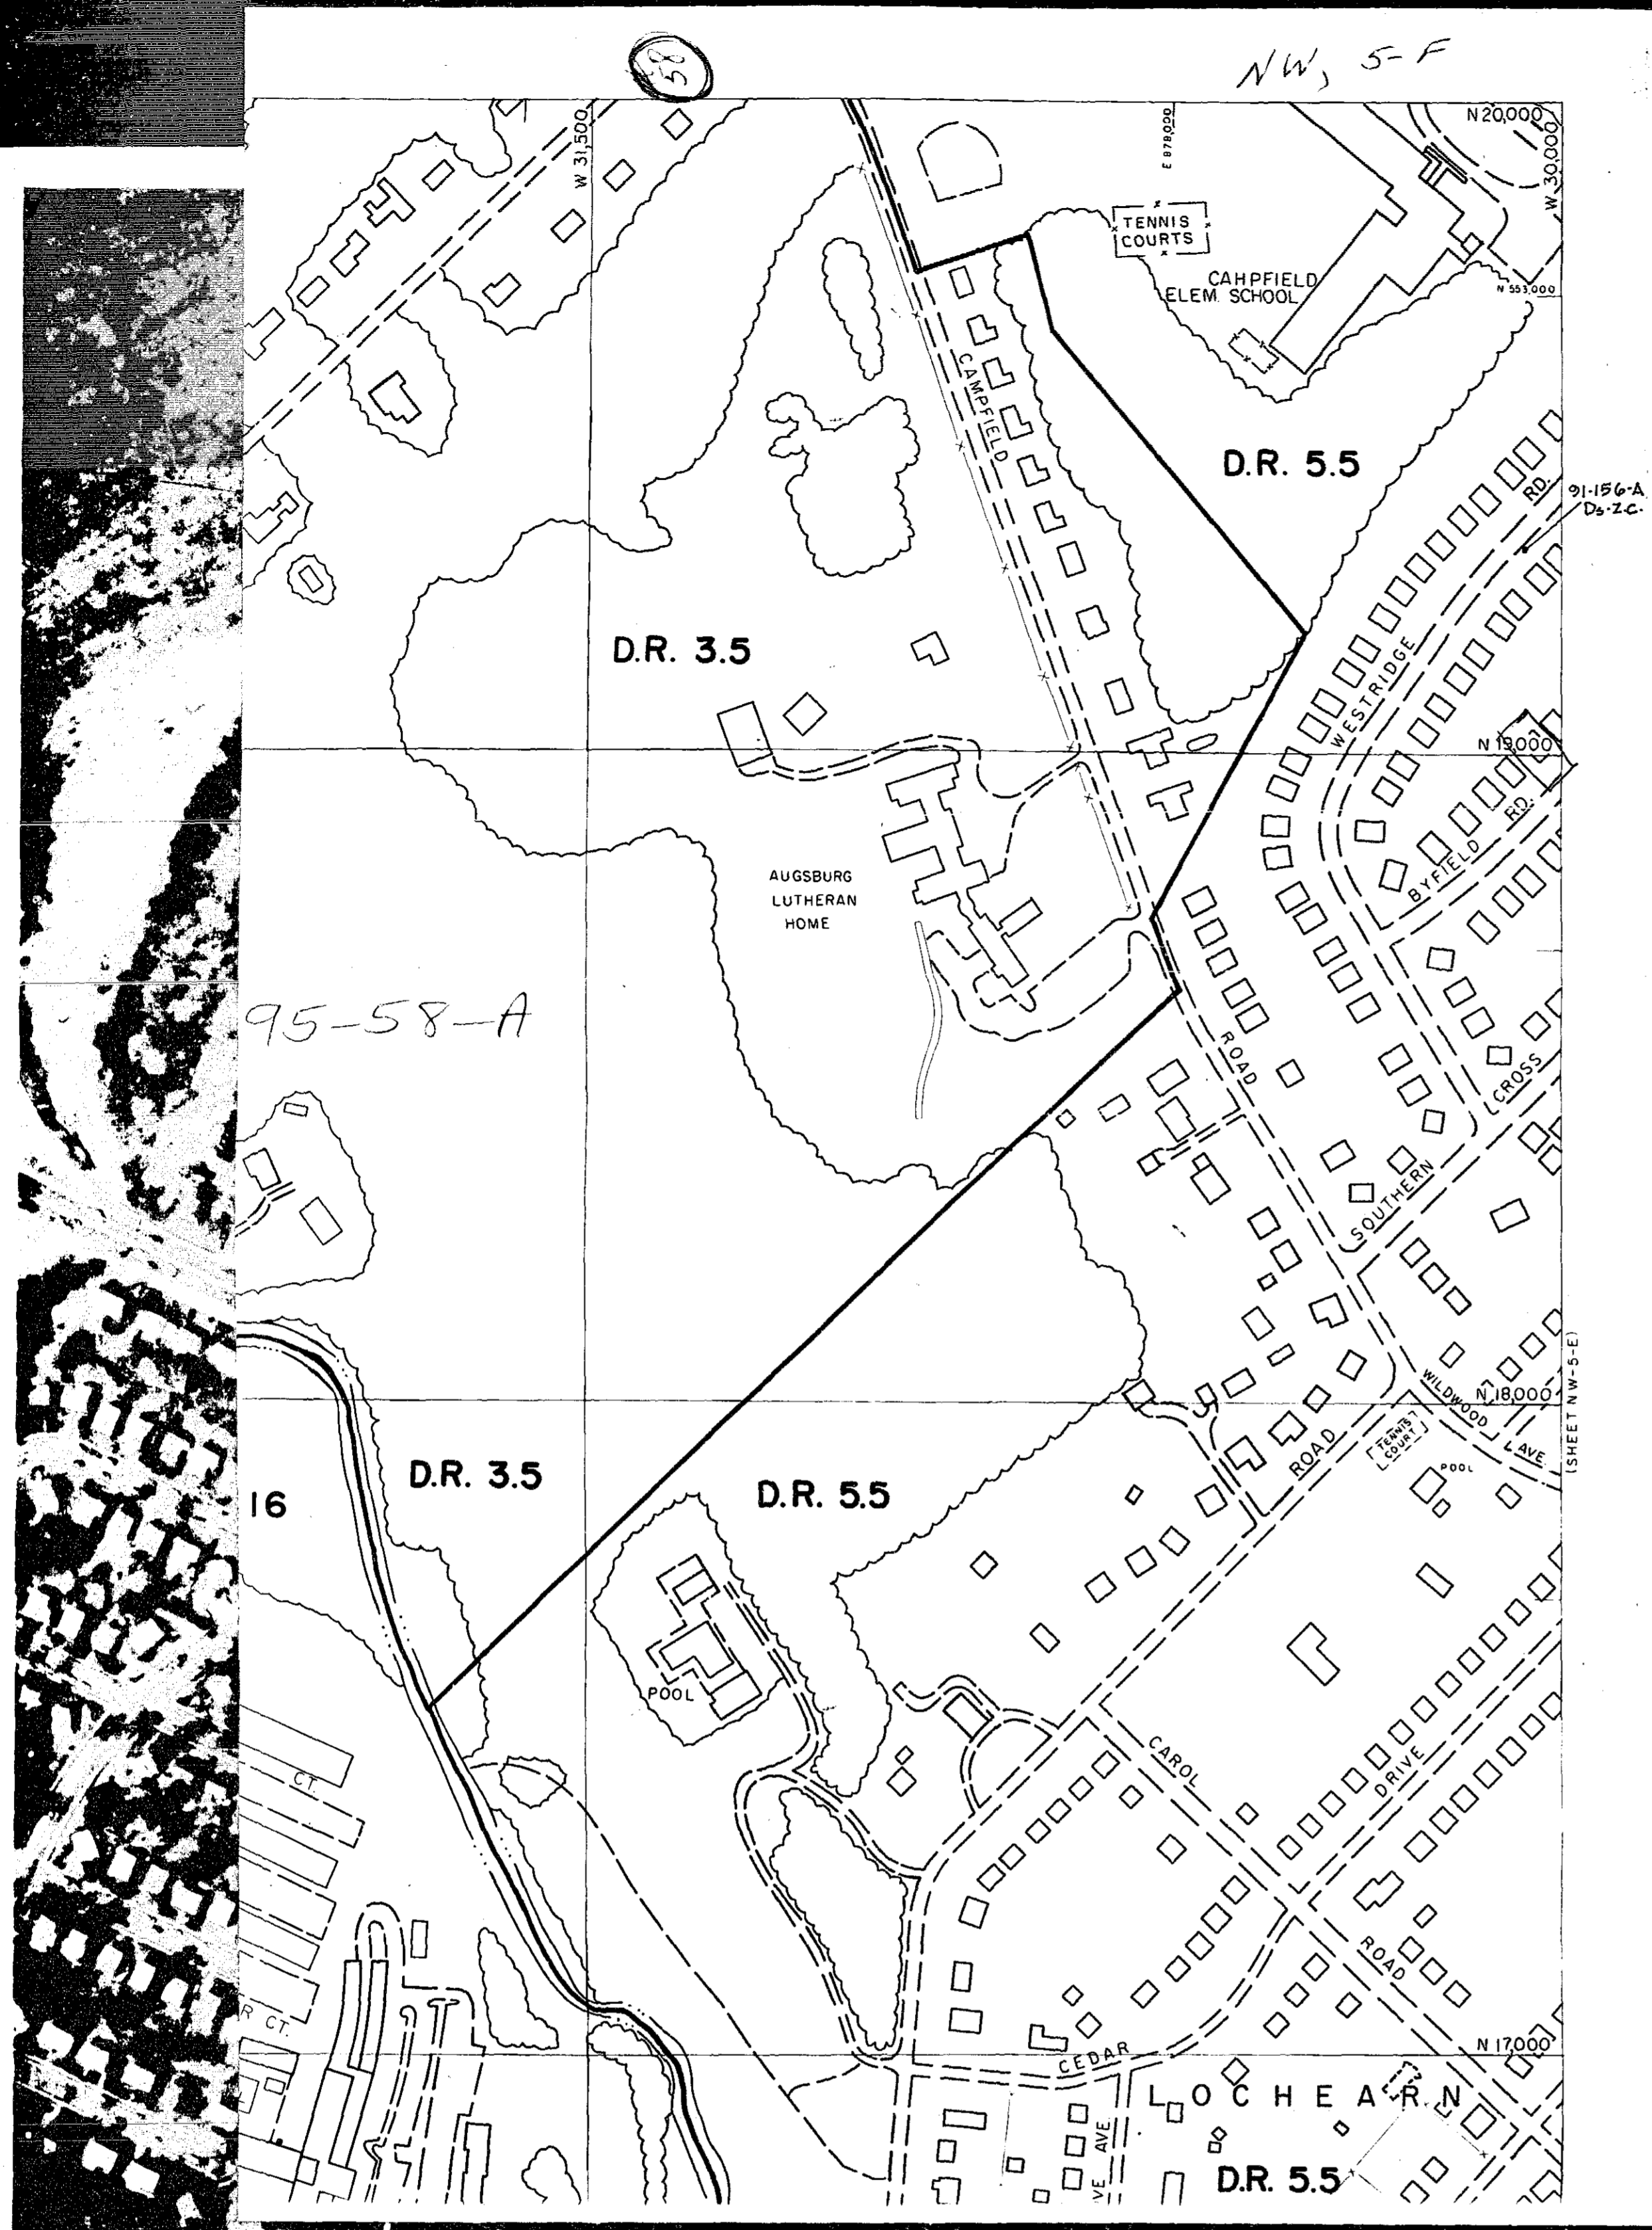 58
NW, 5-F
N 20,000
W 31,500
E 879,000
W 30,000
TENNIS
COURTS
CAHPFIELD
ELEM. SCHOOL
N 553,000
CAMPFIELD
D.R. 5.5
RD.
91-156-A
D.R. 3.5
WESTRIDGE
N 19,000
BYFIELD RD.
AUGSBURG
LUTHERAN
HOME
95-58-A
ROAD
CROSS
SOUTHERN
(SHEET NW-5-E)
WILDWOOD AVE.
N 18,000
TENNIS
COURT
POOL
ROAD
D.R. 3.5
D.R. 5.5
16
POOL
CAROL
CT.
DRIVE
ROAD
R CT.
N 17,000
CEDAR
LOCHEARN
VE AVE
D.R. 5.5